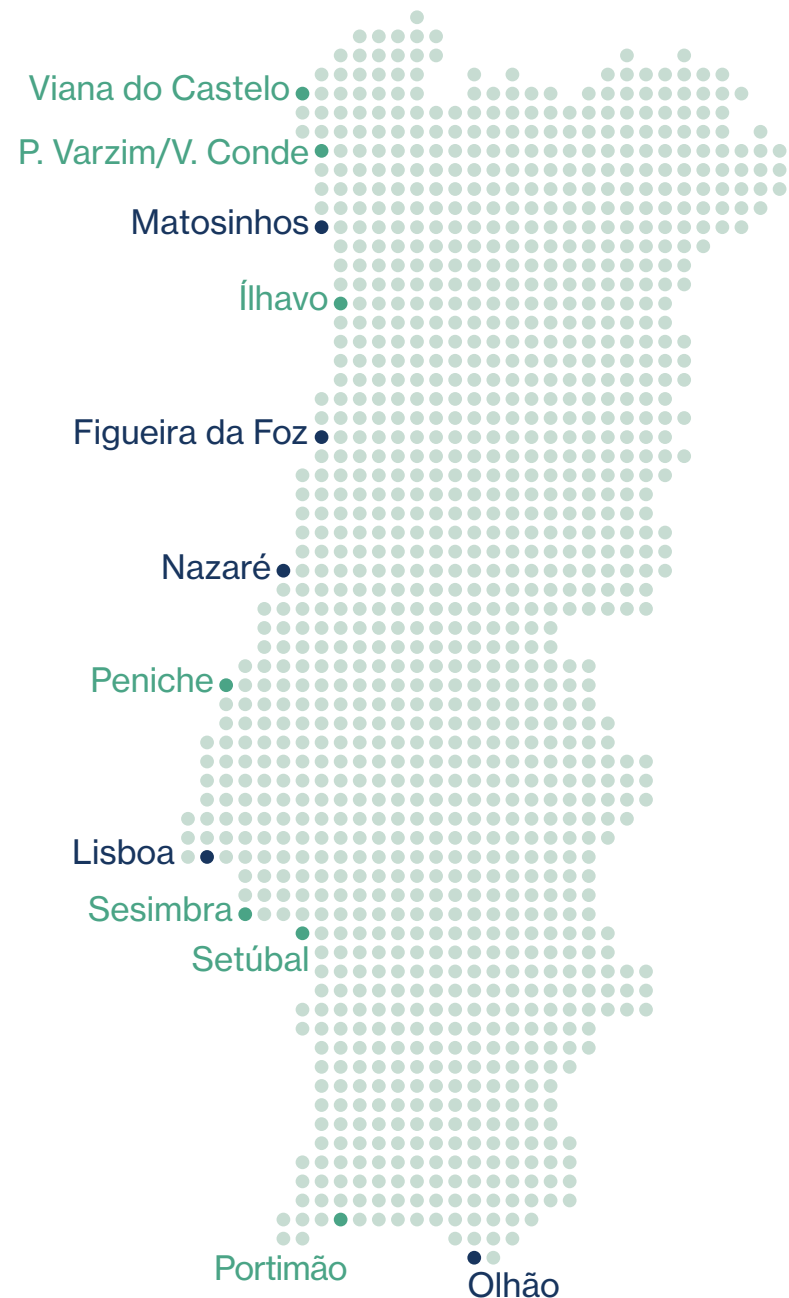 Viana do Castelo
P. Varzim/V. Conde
Matosinhos
Ílhavo
Figueira da Foz
Nazaré
Peniche
Lisboa
Sesimbra
Setúbal
Portimão
Olhão